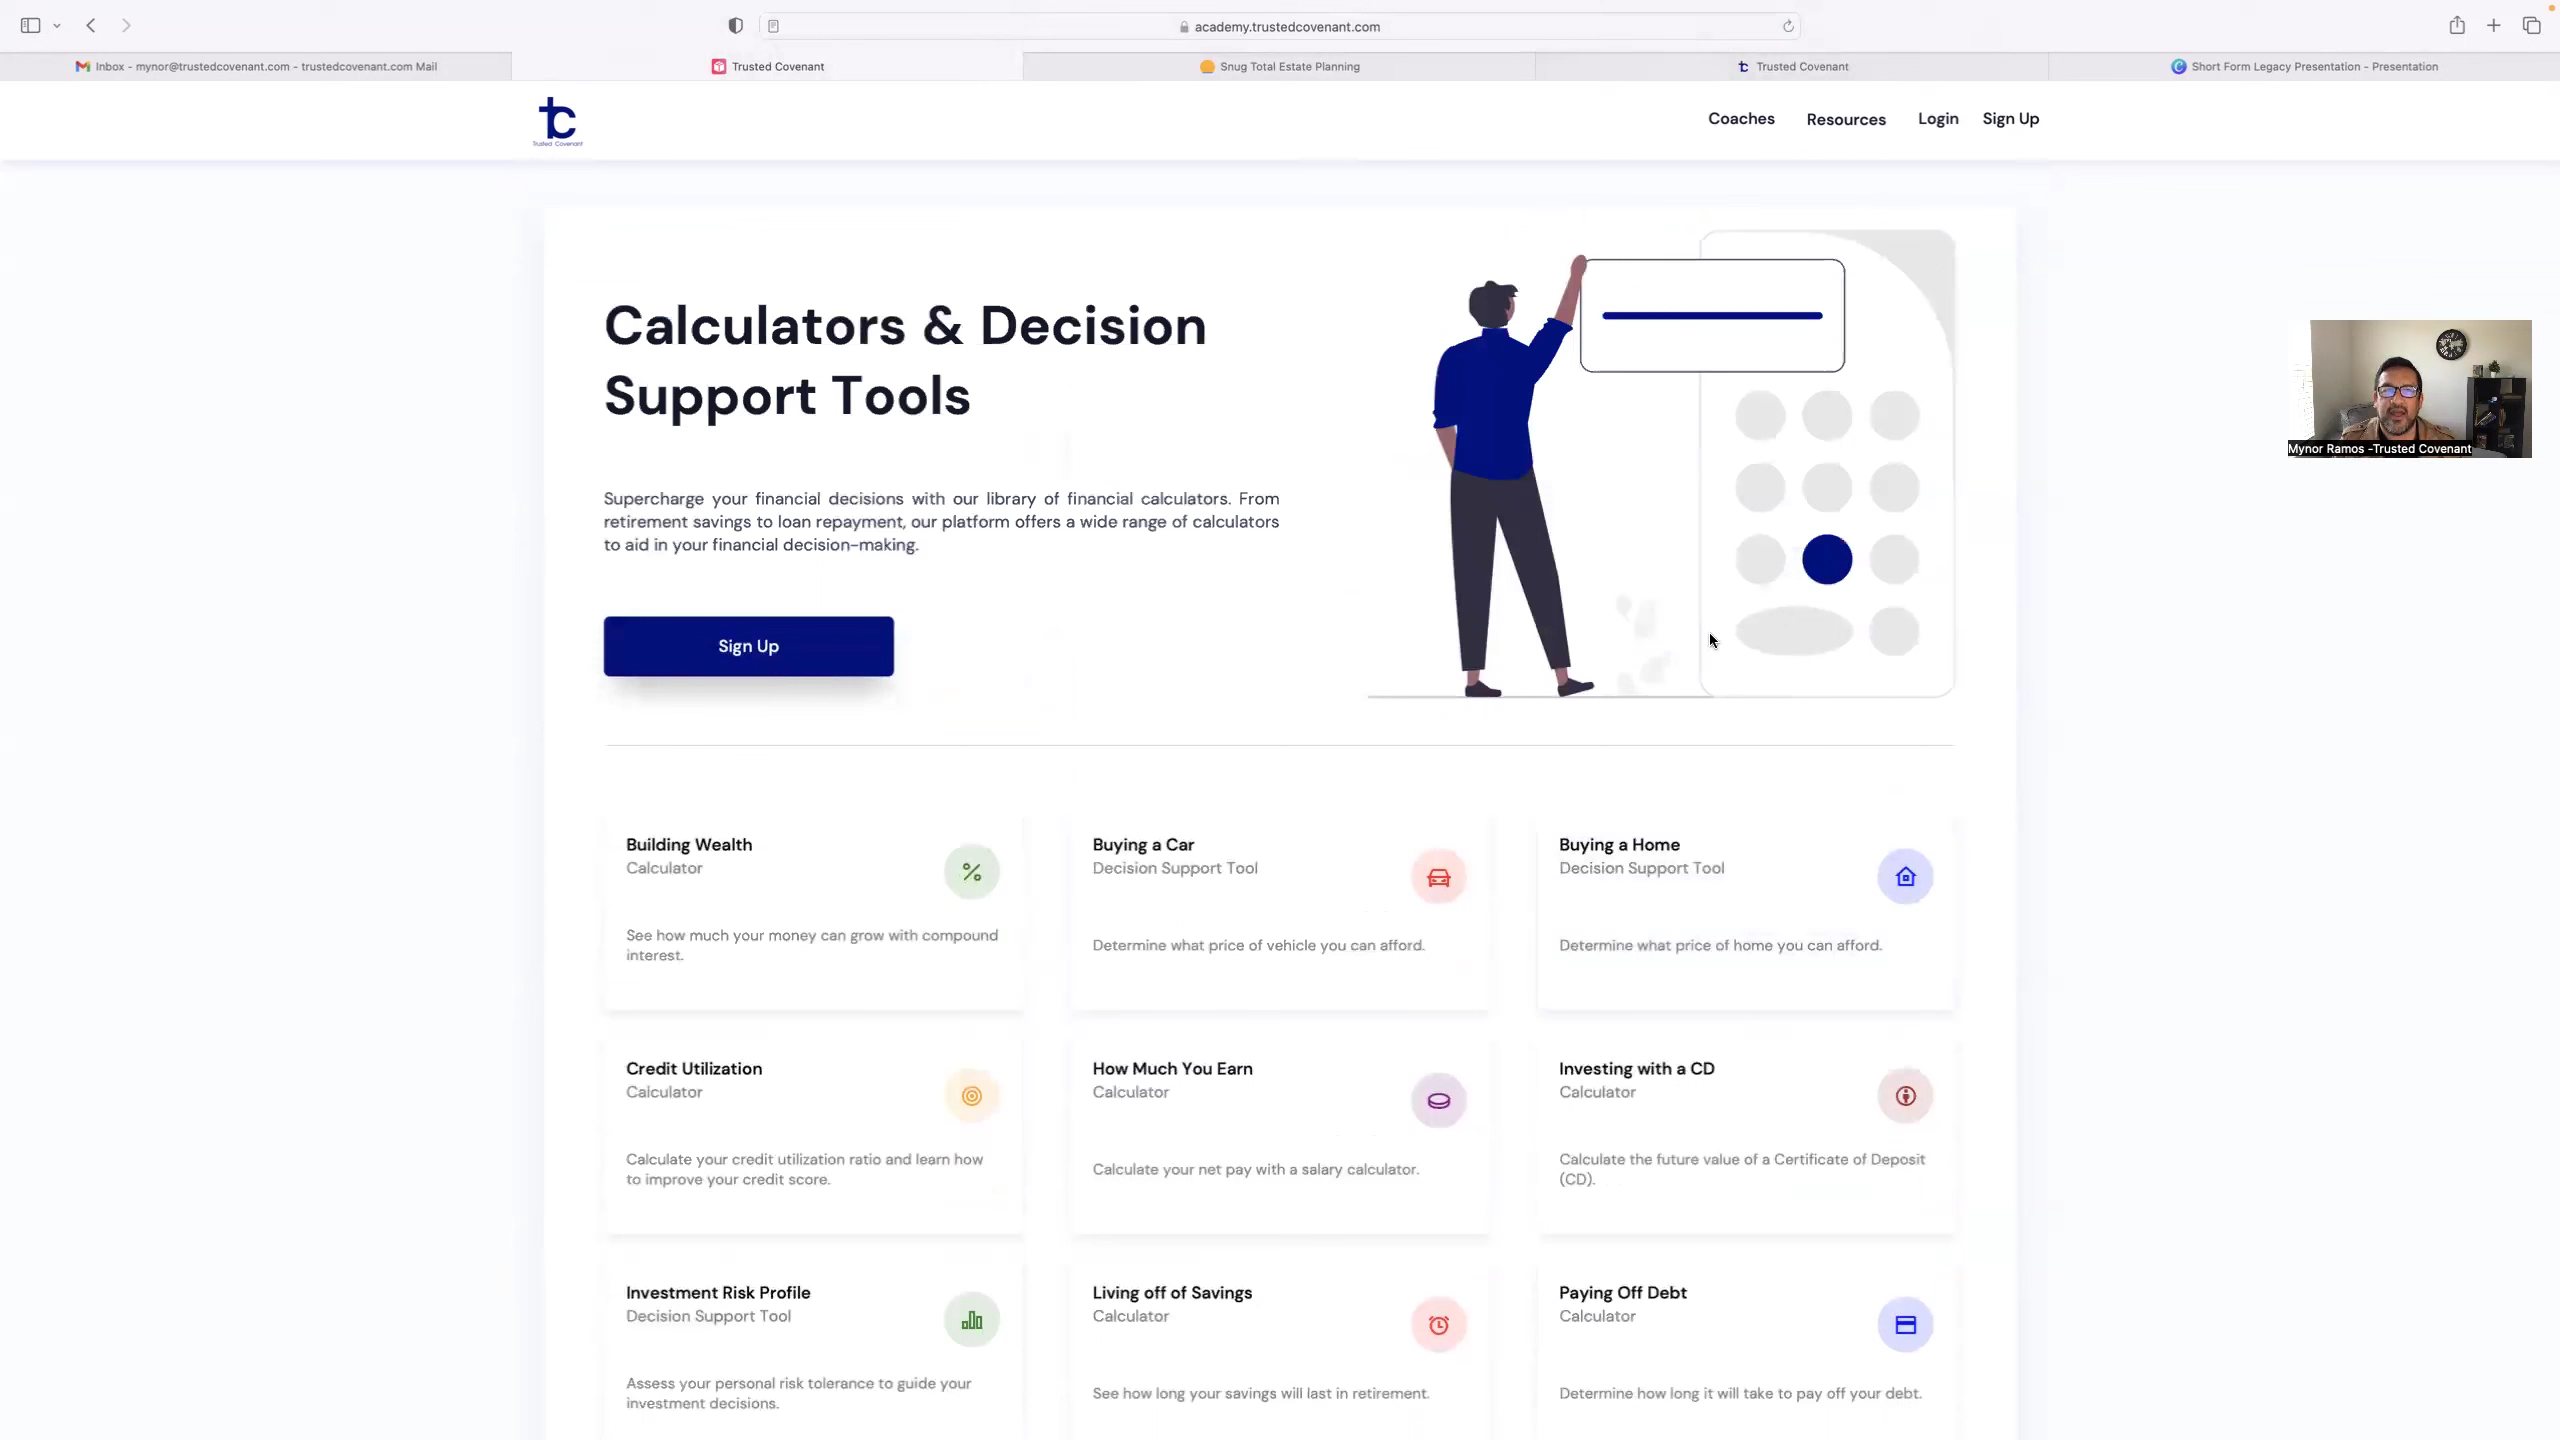 academy.trustedcovenant.com
Inbox - mynor@trustedcovenant.com - trustedcovenant.com Mail
Trusted Covenant
Snug Total Estate Planning
Trusted Covenant
Short Form Legacy Presentation - Presentation
tc
Trusted Covenant
Coaches
Resources
Login
Sign Up
Calculators & Decision
Support Tools
Supercharge your financial decisions with our library of financial calculators. From
retirement savings to loan repayment, our platform offers a wide range of calculators
to aid in your financial decision-making.
Sign Up
Mynor Ramos -Trusted Covenant
Building Wealth
Calculator
See how much your money can grow with compound
interest.
Buying a Car
Decision Support Tool
Determine what price of vehicle you can afford.
Buying a Home
Decision Support Tool
Determine what price of home you can afford.
Credit Utilization
Calculator
Calculate your credit utilization ratio and learn how
to improve your credit score.
How Much You Earn
Calculator
Calculate your net pay with a salary calculator.
Investing with a CD
Calculator
Calculate the future value of a Certificate of Deposit
(CD).
Investment Risk Profile
Decision Support Tool
Assess your personal risk tolerance to guide your
investment decisions.
Living off of Savings
Calculator
See how long your savings will last in retirement.
Paying Off Debt
Calculator
Determine how long it will take to pay off your debt.